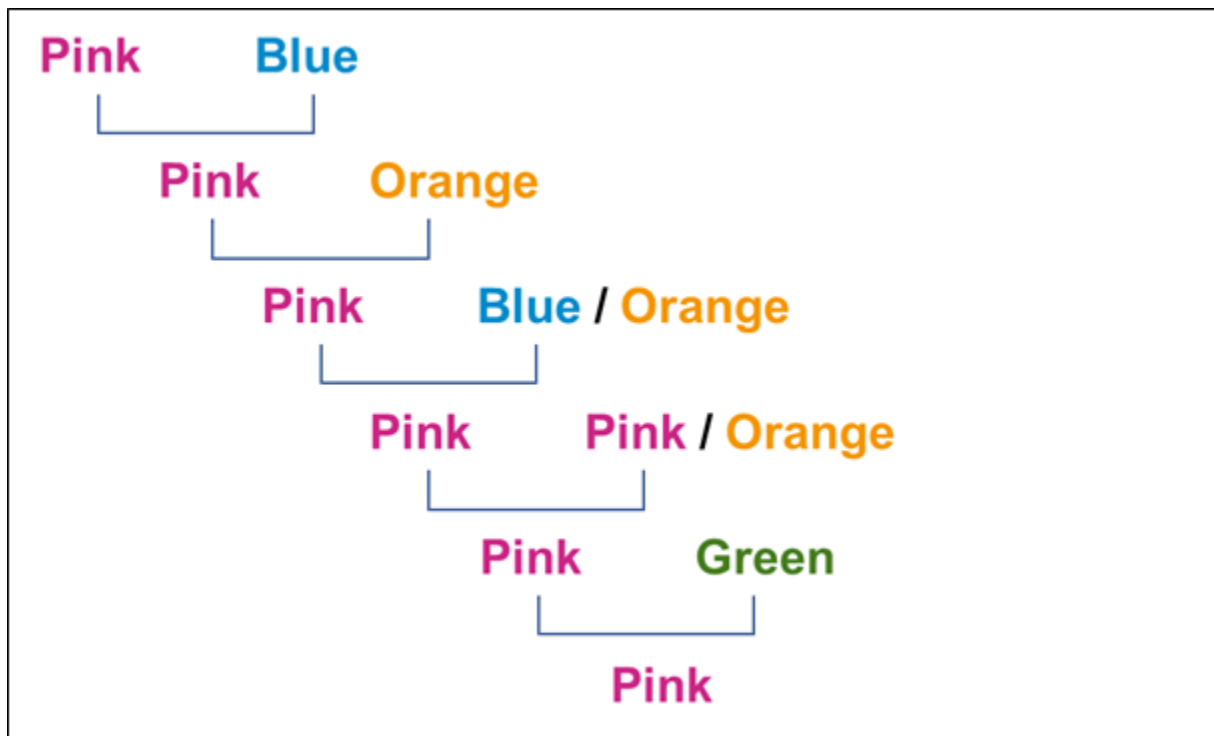 Pink Blue
Pink Orange
Pink Blue / Orange
Pink Pink / Orange
Pink Green
Pink